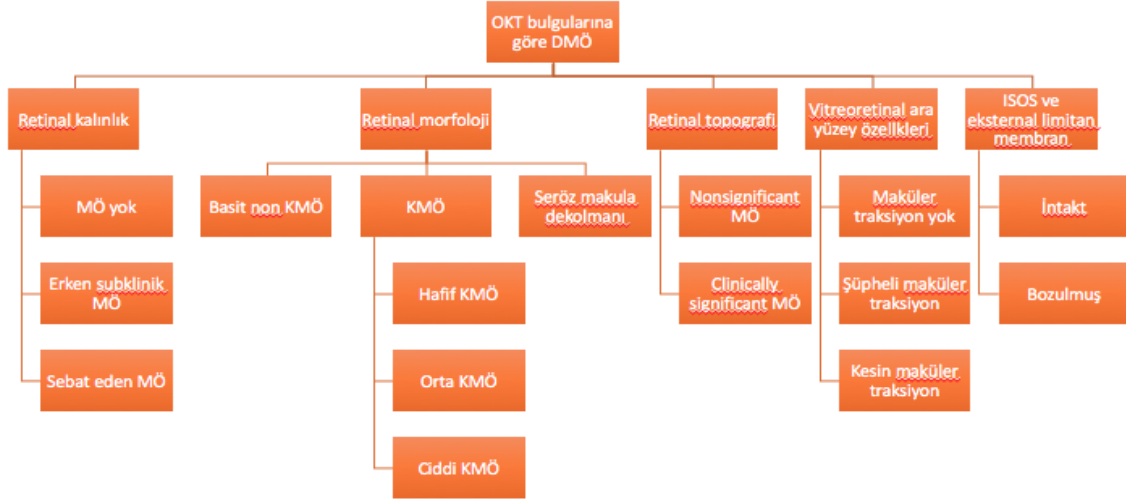 OKT bulgularına
göre DMÖ
Retinal kalınlık
Retinal morfoloji
Retinal topografi
Vitreoretinal ara
yüzey özellkleri
ISOS ve
eksternal limitan
membran
MÖ yok
Erken subklinik
MÖ
Sebat eden MÖ
Basit non KMÖ
KMÖ
Seröz makula
dekolmanı
Hafif KMÖ
Orta KMÖ
Ciddi KMÖ
Nonsignificant
MÖ
Clinically
significant MÖ
Maküler
traksiyon yok
Şüpheli maküler
traksiyon
Kesin maküler
traksiyon
İntakt
Bozulmuş